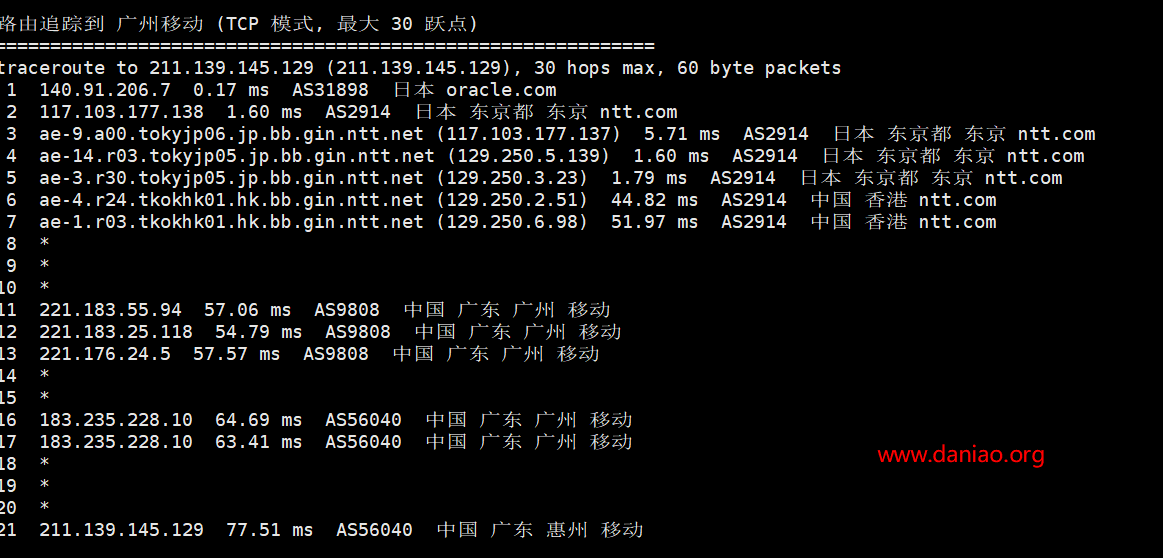 路由追踪到 广州移动 (TCP 模式, 最大 30 跃点)
============================================================
traceroute to 211.139.145.129 (211.139.145.129), 30 hops max, 60 byte packets
1 140.91.206.7 0.17 ms AS31898 日本 oracle.com
2 117.103.177.138 1.60 ms AS2914 日本 东京都 东京 ntt.com
3 ae-9.a00.tokyjp06.jp.bb.gin.ntt.net (117.103.177.137) 5.71 ms AS2914 日本 东京都 东京 ntt.com
4 ae-14.r03.tokyjp05.jp.bb.gin.ntt.net (129.250.5.139) 1.60 ms AS2914 日本 东京都 东京 ntt.com
5 ae-3.r30.tokyjp05.jp.bb.gin.ntt.net (129.250.3.23) 1.79 ms AS2914 日本 东京都 东京 ntt.com
6 ae-4.r24.tkokhk01.hk.bb.gin.ntt.net (129.250.2.51) 44.82 ms AS2914 中国 香港 ntt.com
7 ae-1.r03.tkokhk01.hk.bb.gin.ntt.net (129.250.6.98) 51.97 ms AS2914 中国 香港 ntt.com
8 *
9 *
10 *
11 221.183.55.94 57.06 ms AS9808 中国 广东 广州 移动
12 221.183.25.118 54.79 ms AS9808 中国 广东 广州 移动
13 221.176.24.5 57.57 ms AS9808 中国 广东 广州 移动
14 *
15 *
16 183.235.228.10 64.69 ms AS56040 中国 广东 广州 移动
17 183.235.228.10 63.41 ms AS56040 中国 广东 广州 移动
www.daniao.org
18 *
19 *
20 *
21 211.139.145.129 77.51 ms AS56040 中国 广东 惠州 移动